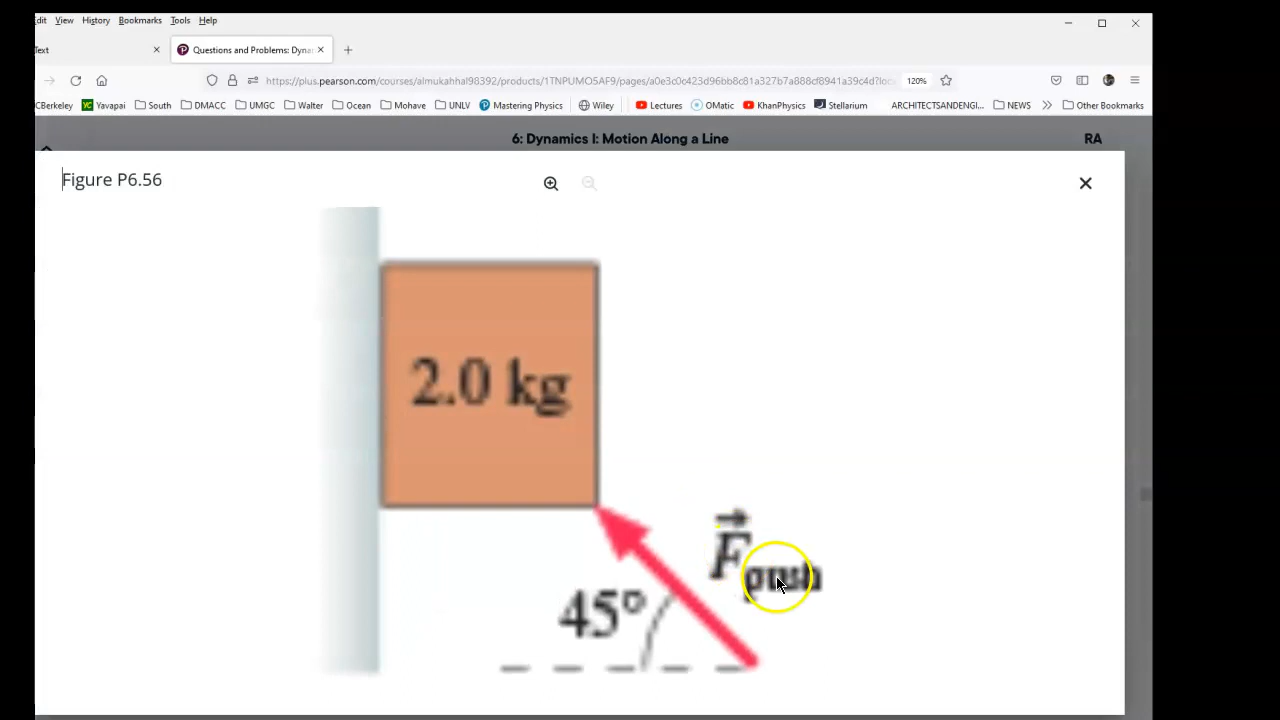 dit View History Bookmarks Tools Help
Text
Questions and Problems: Dyna
https://plus.pearson.com/courses/almukahhal98392/products/1TNPUMO5AF9/pages/a0e3c0c423d96bb8c81a327b7a888cf8941a39c4d?loc 120%
CBerkeley Yavapai South DMACC UMGC Walter Ocean Mohave UNLV Mastering Physics Wiley Lectures OMatic KhanPhysics Stellarium ARCHITECTSANDENGI... NEWS Other Bookmarks
6: Dynamics I: Motion Along a Line RA
Figure P6.56
2.0 kg
F push
45°